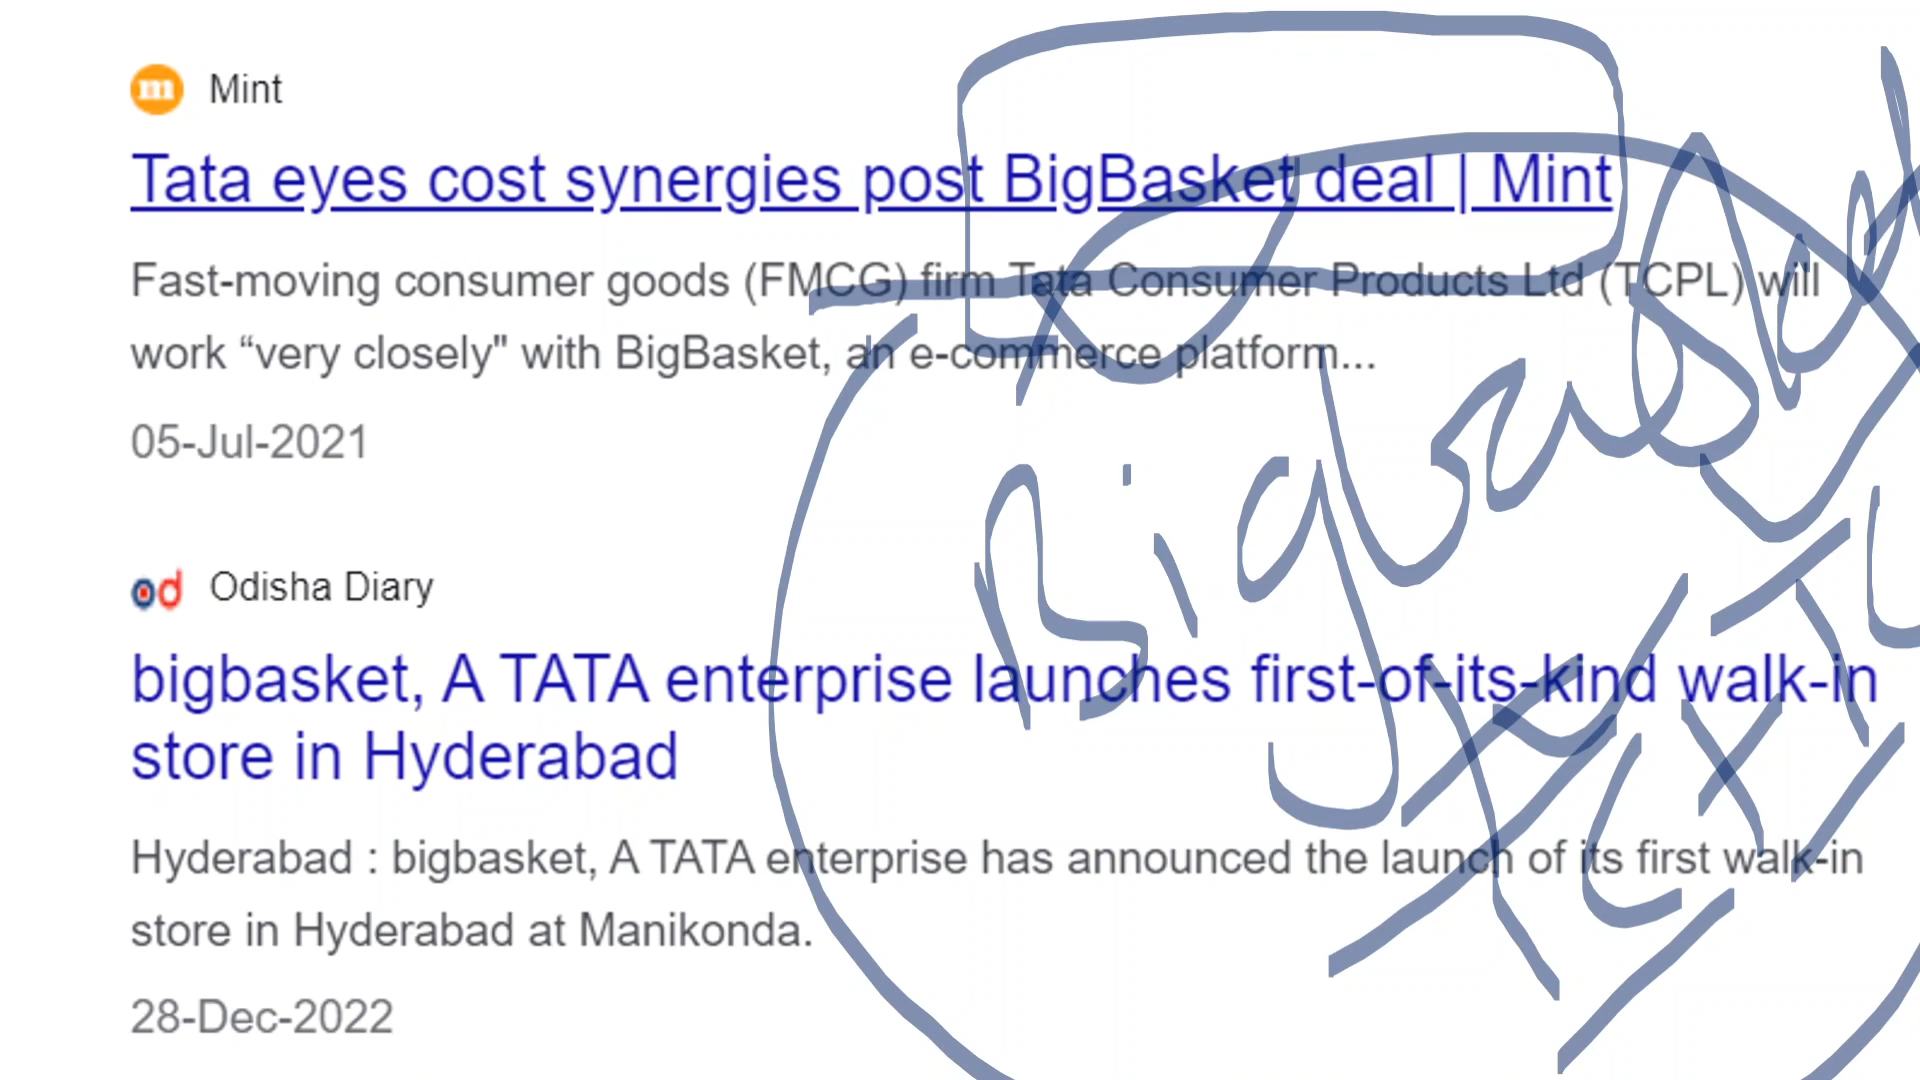 Mint
Tata eyes cost synergies post BigBasket deal | Mint
Fast-moving consumer goods (FMCG) firm Tata Consumer Products Ltd (TCPL) will
work “very closely" with BigBasket, an e-commerce platform...
05-Jul-2021
Bigbasket
od Odisha Diary
bigbasket, A TATA enterprise launches first-of-its-kind walk-in
store in Hyderabad
Hyderabad : bigbasket, A TATA enterprise has announced the launch of its first walk-in
store in Hyderabad at Manikonda.
28-Dec-2022